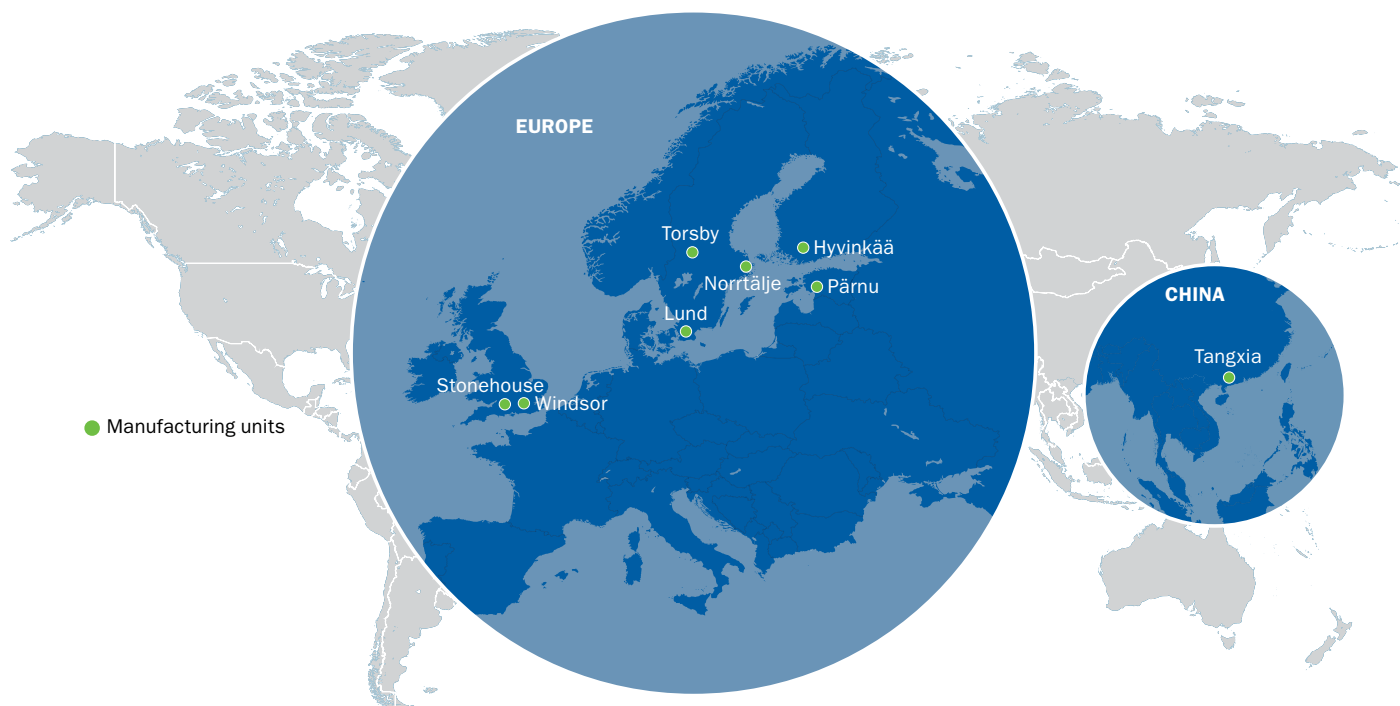 EUROPE
Torsby
Hyvinkää
Norrtälje
Pärnu
CHINA
Lund
Tangxia
Stonehouse
Windsor
Manufacturing units